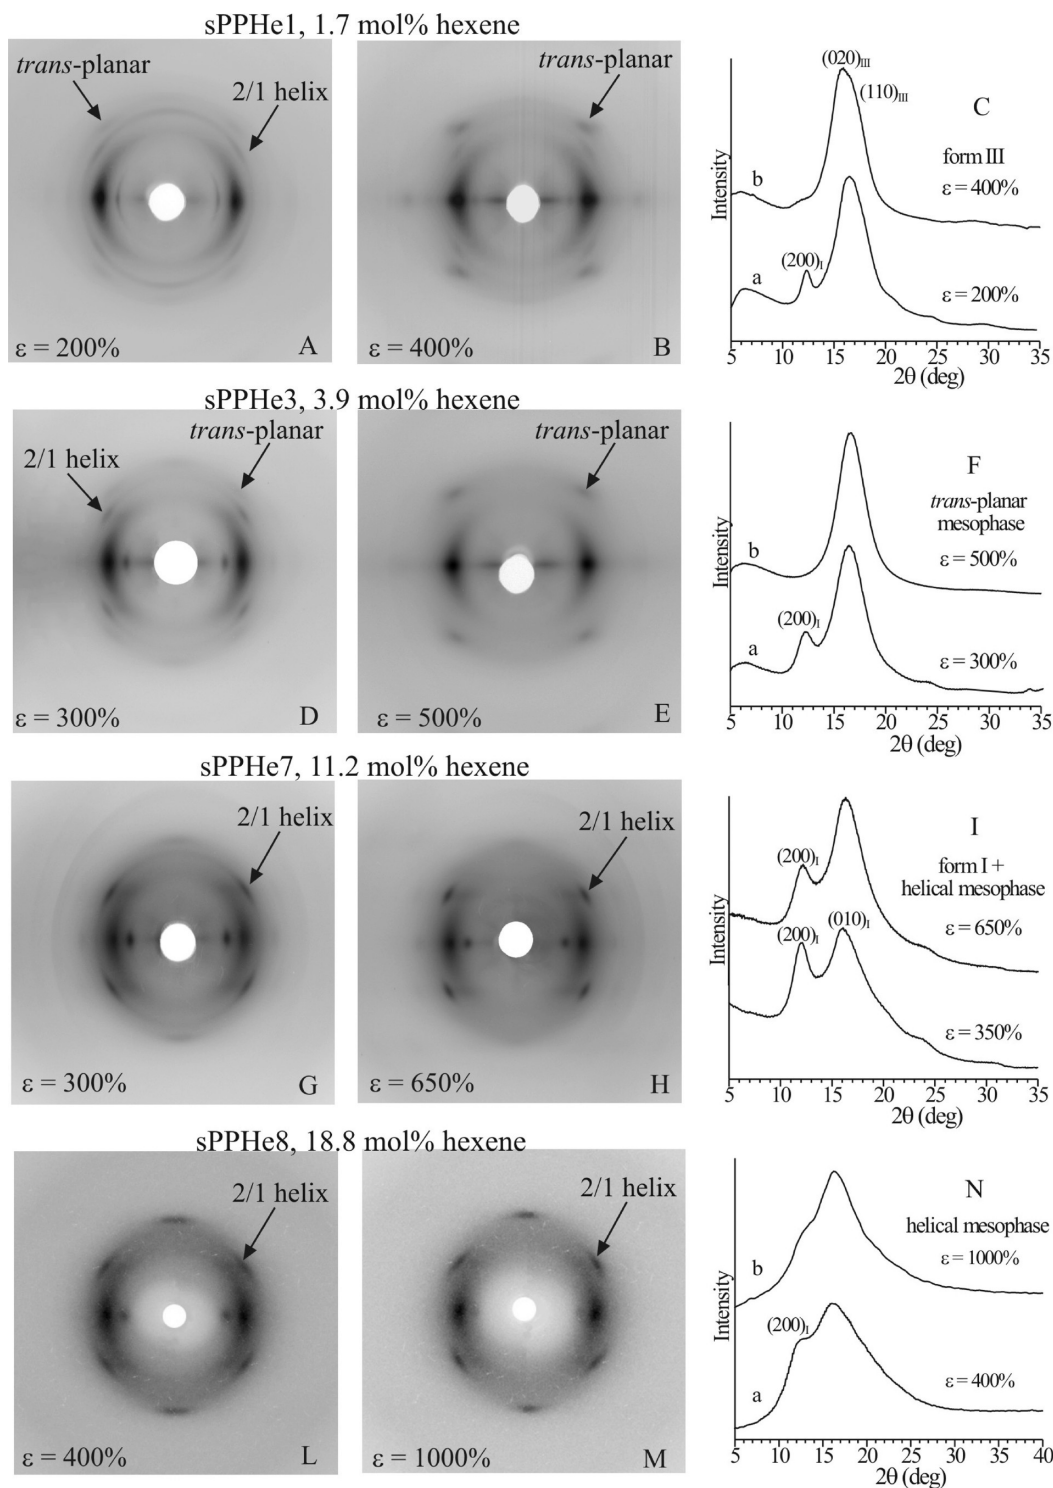 sPPHe1, 1.7 mol% hexene
trans-planar
2/1 helix
ε = 200%
A
trans-planar
ε = 400%
B
(020)III
(110)III
C
form III
ε = 400%
b
(200)I
a
ε = 200%
Intensity
5 10 15 20 25 30 35
2θ (deg)
sPPHe3, 3.9 mol% hexene
trans-planar
2/1 helix
ε = 300%
D
trans-planar
ε = 500%
E
F
trans-planar
mesophase
b
ε = 500%
(200)I
a
ε = 300%
Intensity
5 10 15 20 25 30 35
2θ (deg)
sPPHe7, 11.2 mol% hexene
2/1 helix
ε = 300%
G
2/1 helix
ε = 650%
H
I
form I +
helical mesophase
(200)I
ε = 650%
(200)I
(010)I
ε = 350%
Intensity
5 10 15 20 25 30 35
2θ (deg)
sPPHe8, 18.8 mol% hexene
2/1 helix
ε = 400%
L
2/1 helix
ε = 1000%
M
N
helical mesophase
b
ε = 1000%
(200)I
ε = 400%
a
Intensity
5 10 15 20 25 30 35 40
2θ (deg)